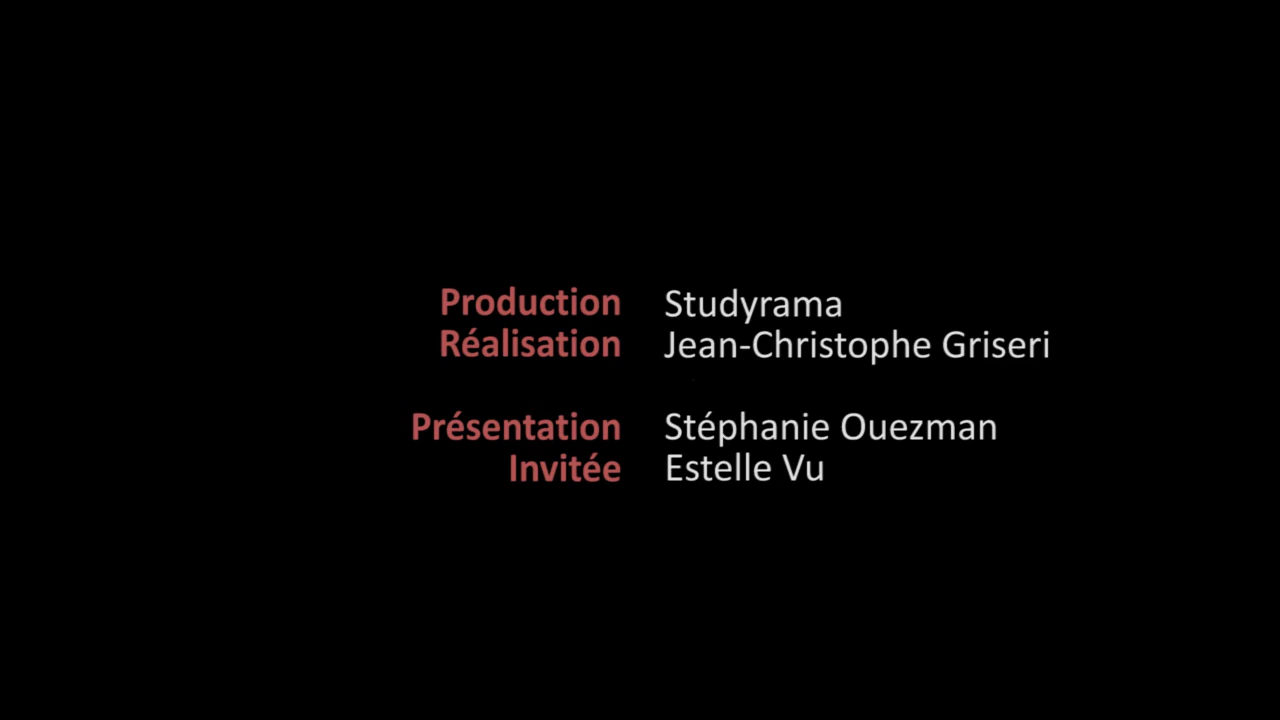 Production Studyrama
Réalisation Jean-Christophe Griseri
Présentation Stéphanie Ouezman
Invitée Estelle Vu